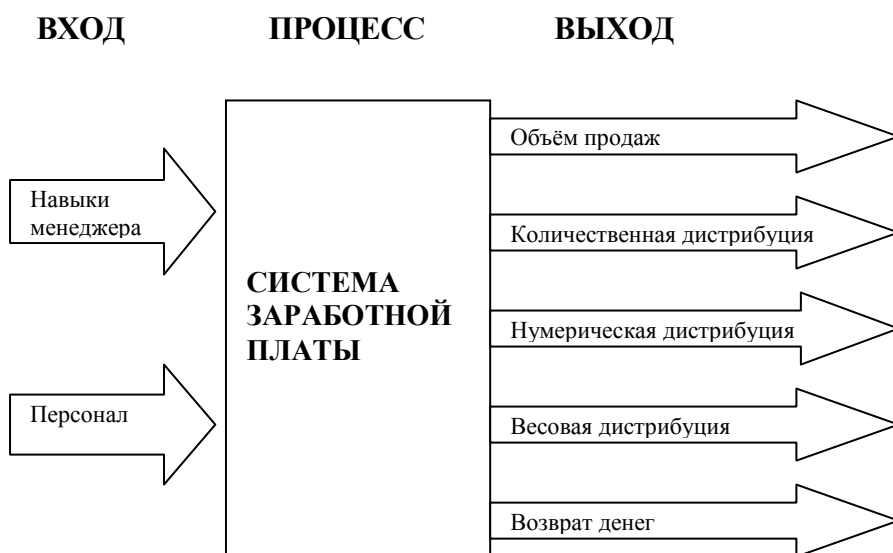 ВХОД ПРОЦЕСС ВЫХОД
Навыки
менеджера
Персонал
СИСТЕМА
ЗАРАБОТНОЙ
ПЛАТЫ
Объём продаж
Количественная дистрибуция
Нумерическая дистрибуция
Весовая дистрибуция
Возврат денег